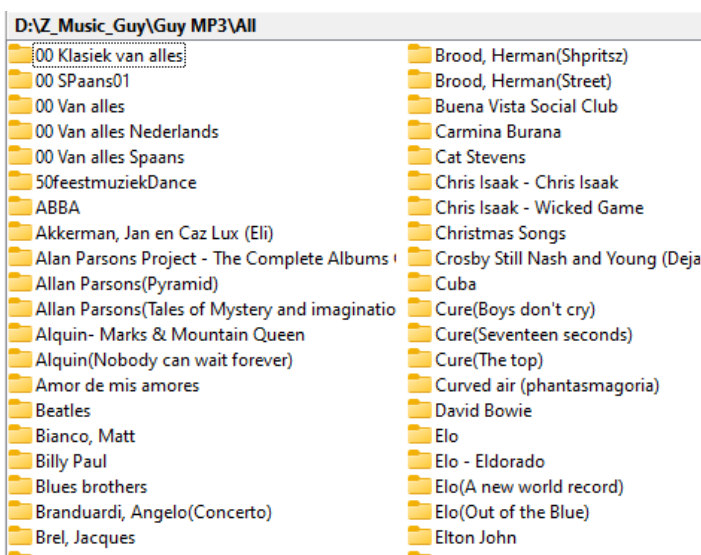 D:\Z_Music_Guy\Guy MP3\All
00 Klasiek van alles
00 SPaans01
00 Van alles
00 Van alles Nederlands
00 Van alles Spaans
50feestmuziekDance
ABBA
Akkerman, Jan en Caz Lux (Eli)
Alan Parsons Project - The Complete Albums
Allan Parsons(Pyramid)
Allan Parsons(Tales of Mystery and imaginatio
Alquin- Marks & Mountain Queen
Alquin(Nobody can wait forever)
Amor de mis amores
Beatles
Bianco, Matt
Billy Paul
Blues brothers
Branduardi, Angelo(Concerto)
Brel, Jacques
Brood, Herman(Shpritsz)
Brood, Herman(Street)
Buena Vista Social Club
Carmina Burana
Cat Stevens
Chris Isaak - Chris Isaak
Chris Isaak - Wicked Game
Christmas Songs
Crosby Still Nash and Young (Deja
Cuba
Cure(Boys don't cry)
Cure(Seventeen seconds)
Cure(The top)
Curved air (phantasmagoria)
David Bowie
Elo
Elo - Eldorado
Elo(A new world record)
Elo(Out of the Blue)
Elton John